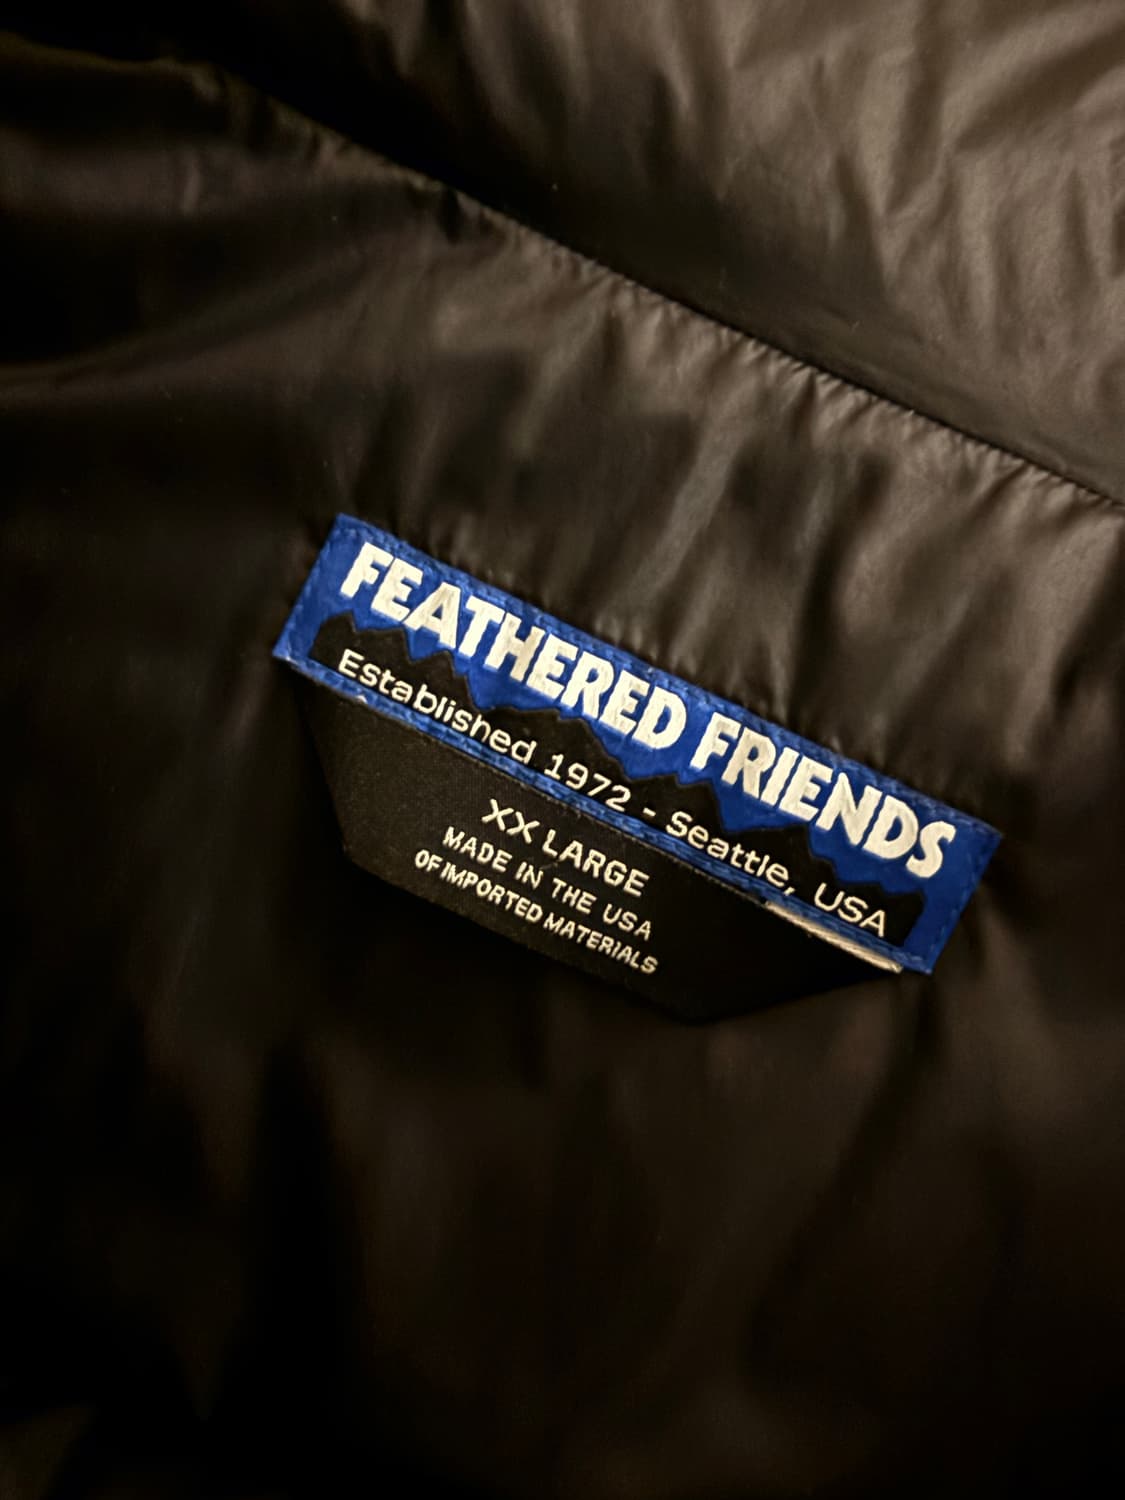 FEATHERED FRIENDS
Established 1972 - Seattle, USA
XX LARGE
MADE IN THE USA
OF IMPORTED MATERIALS